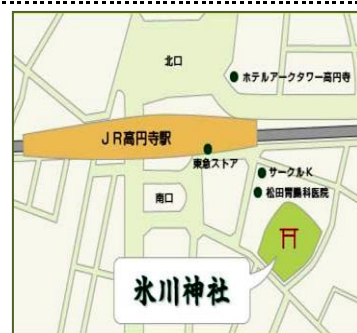 北口
ホテルアークタワー高円寺
JR高円寺駅
東急ストア
サークルK
松田胃腸科医院
南口
氷川神社